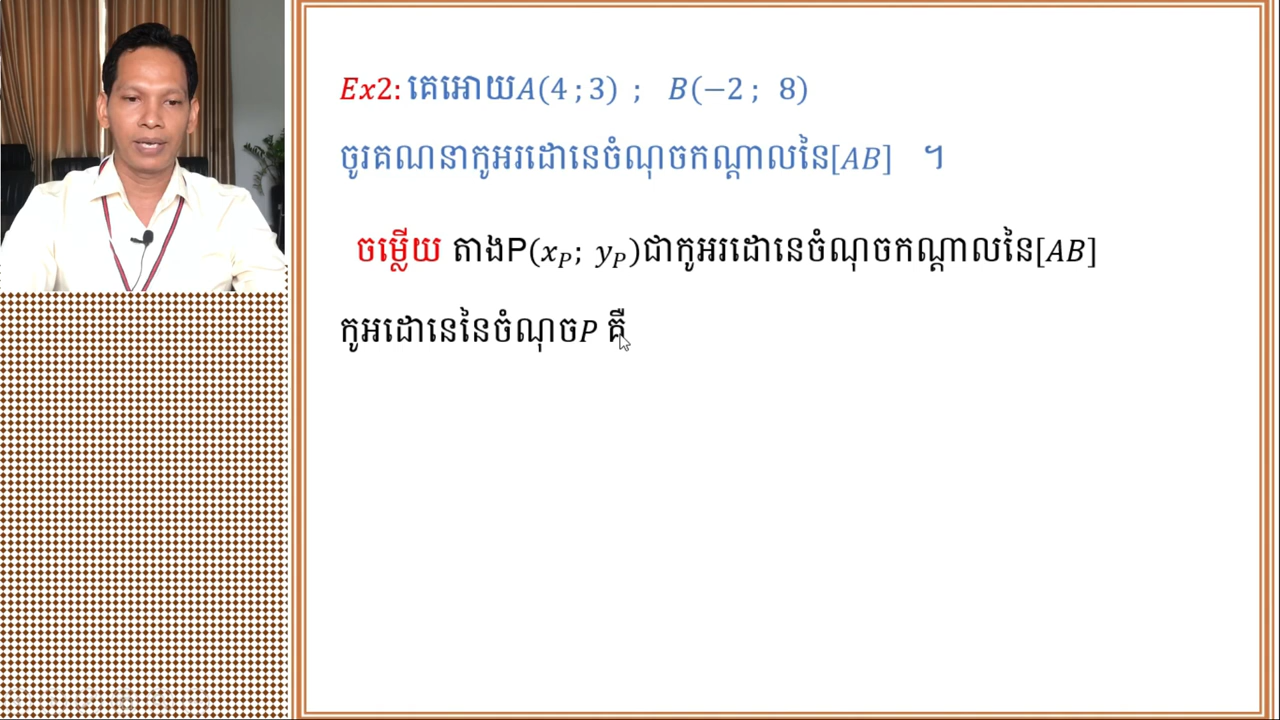 Ex2: គេអោយA(4 ;3) ; B(−2 ; 8)
ចូរគណនាកូអរដោនេចំណុចកណ្តាលនៃ[AB] ។
ចម្លើយ តាងP(xP; yP)ជាកូអរដោនេចំណុចកណ្តាលនៃ[AB]
កូអដោនេនៃចំណុចP គឺ